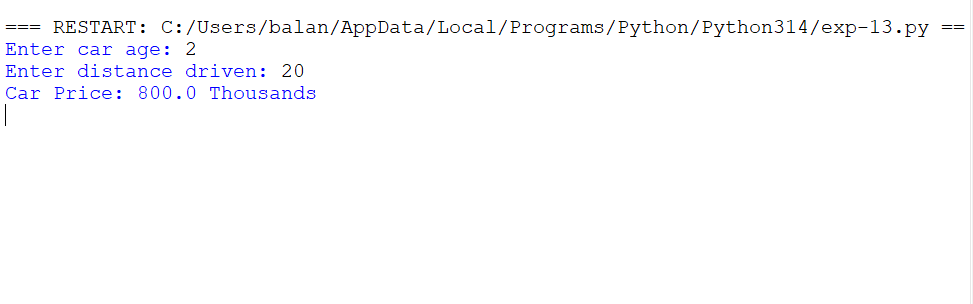 === RESTART: C:/Users/balan/AppData/Local/Programs/Python/Python314/exp-13.py ==
Enter car age: 2
Enter distance driven: 20
Car Price: 800.0 Thousands